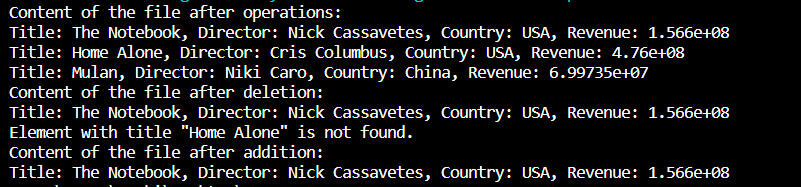 Content of the file after operations:
Title: The Notebook, Director: Nick Cassavetes, Country: USA, Revenue: 1.566e+08
Title: Home Alone, Director: Cris Columbus, Country: USA, Revenue: 4.76e+08
Title: Mulan, Director: Niki Caro, Country: China, Revenue: 6.99735e+07
Content of the file after deletion:
Title: The Notebook, Director: Nick Cassavetes, Country: USA, Revenue: 1.566e+08
Element with title "Home Alone" is not found.
Content of the file after addition:
Title: The Notebook, Director: Nick Cassavetes, Country: USA, Revenue: 1.566e+08